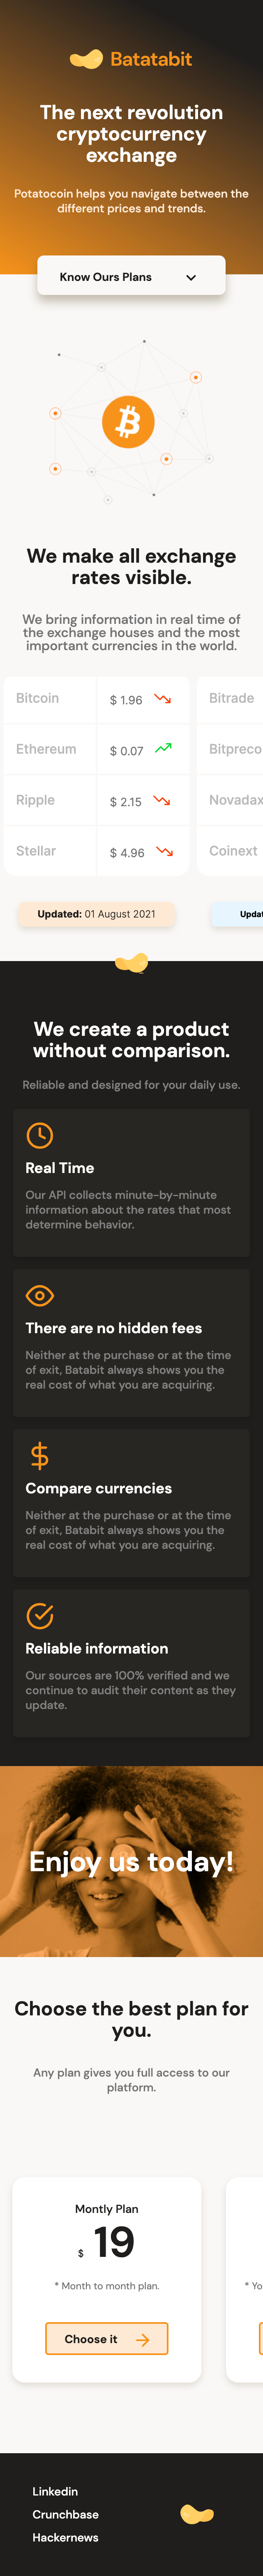 Batatabit
The next revolution
cryptocurrency
exchange
Potatocoin helps you navigate between the
different prices and trends.
Know Ours Plans
We make all exchange
rates visible.
We bring information in real time of
the exchange houses and the most
important currencies in the world.
Bitcoin $ 1.96 Bitrade
Ethereum $ 0.07 Bitpreco
Ripple $ 2.15 Novadax
Stellar $ 4.96 Coinext
Updated: 01 August 2021 Updat
We create a product
without comparison.
Reliable and designed for your daily use.
Real Time
Our API collects minute-by-minute
information about the rates that most
determine behavior.
There are no hidden fees
Neither at the purchase or at the time
of exit, Batabit always shows you the
real cost of what you are acquiring.
Compare currencies
Neither at the purchase or at the time
of exit, Batabit always shows you the
real cost of what you are acquiring.
Reliable information
Our sources are 100% verified and we
continue to audit their content as they
update.
Enjoy us today!
Choose the best plan for
you.
Any plan gives you full access to our
platform.
Montly Plan
$ 19
* Month to month plan. * Yo
Choose it
Linkedin
Crunchbase
Hackernews